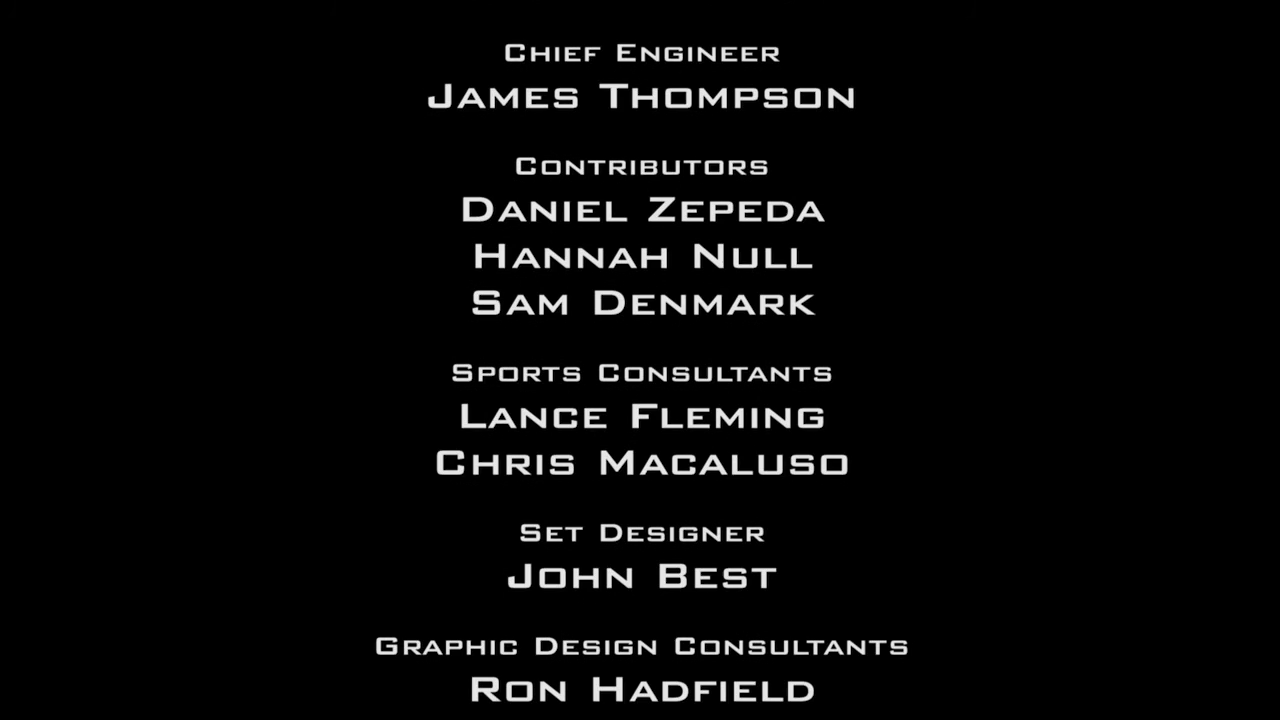 Chief Engineer
James Thompson
Contributors
Daniel Zepeda
Hannah Null
Sam Denmark
Sports Consultants
Lance Fleming
Chris Macaluso
Set Designer
John Best
Graphic Design Consultants
Ron Hadfield